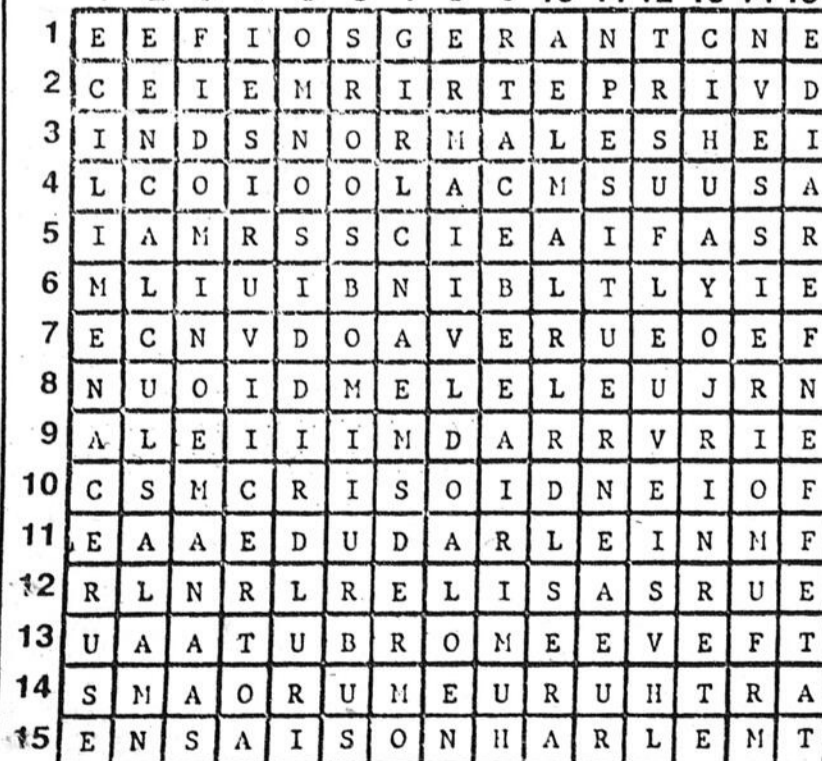 1 E E F I O S G E R A N T C N E
2 C E I E M R I R T E P R I V D
3 I N D S N O R M A L E S H E I
4 L C O I O O L A C M S U U S A
5 I A M R S S C I E A I F A S R
6 M L I U I B N I B L T L Y I E
7 E C N V D O A V E R U E O E F
8 N U O I D M E L E L E U J R N
9 A L E I I I M D A R R V R I E
10 C S M C R I S O I D N E I O F
11 E A A E D U D A R L E I N M F
12 R L N R L R E L I S A S R U E
13 U A A T U B R O M E E V E F T
14 S M A O R U M E U R U H T R A
15 E N S A I S O N H A R L E M T